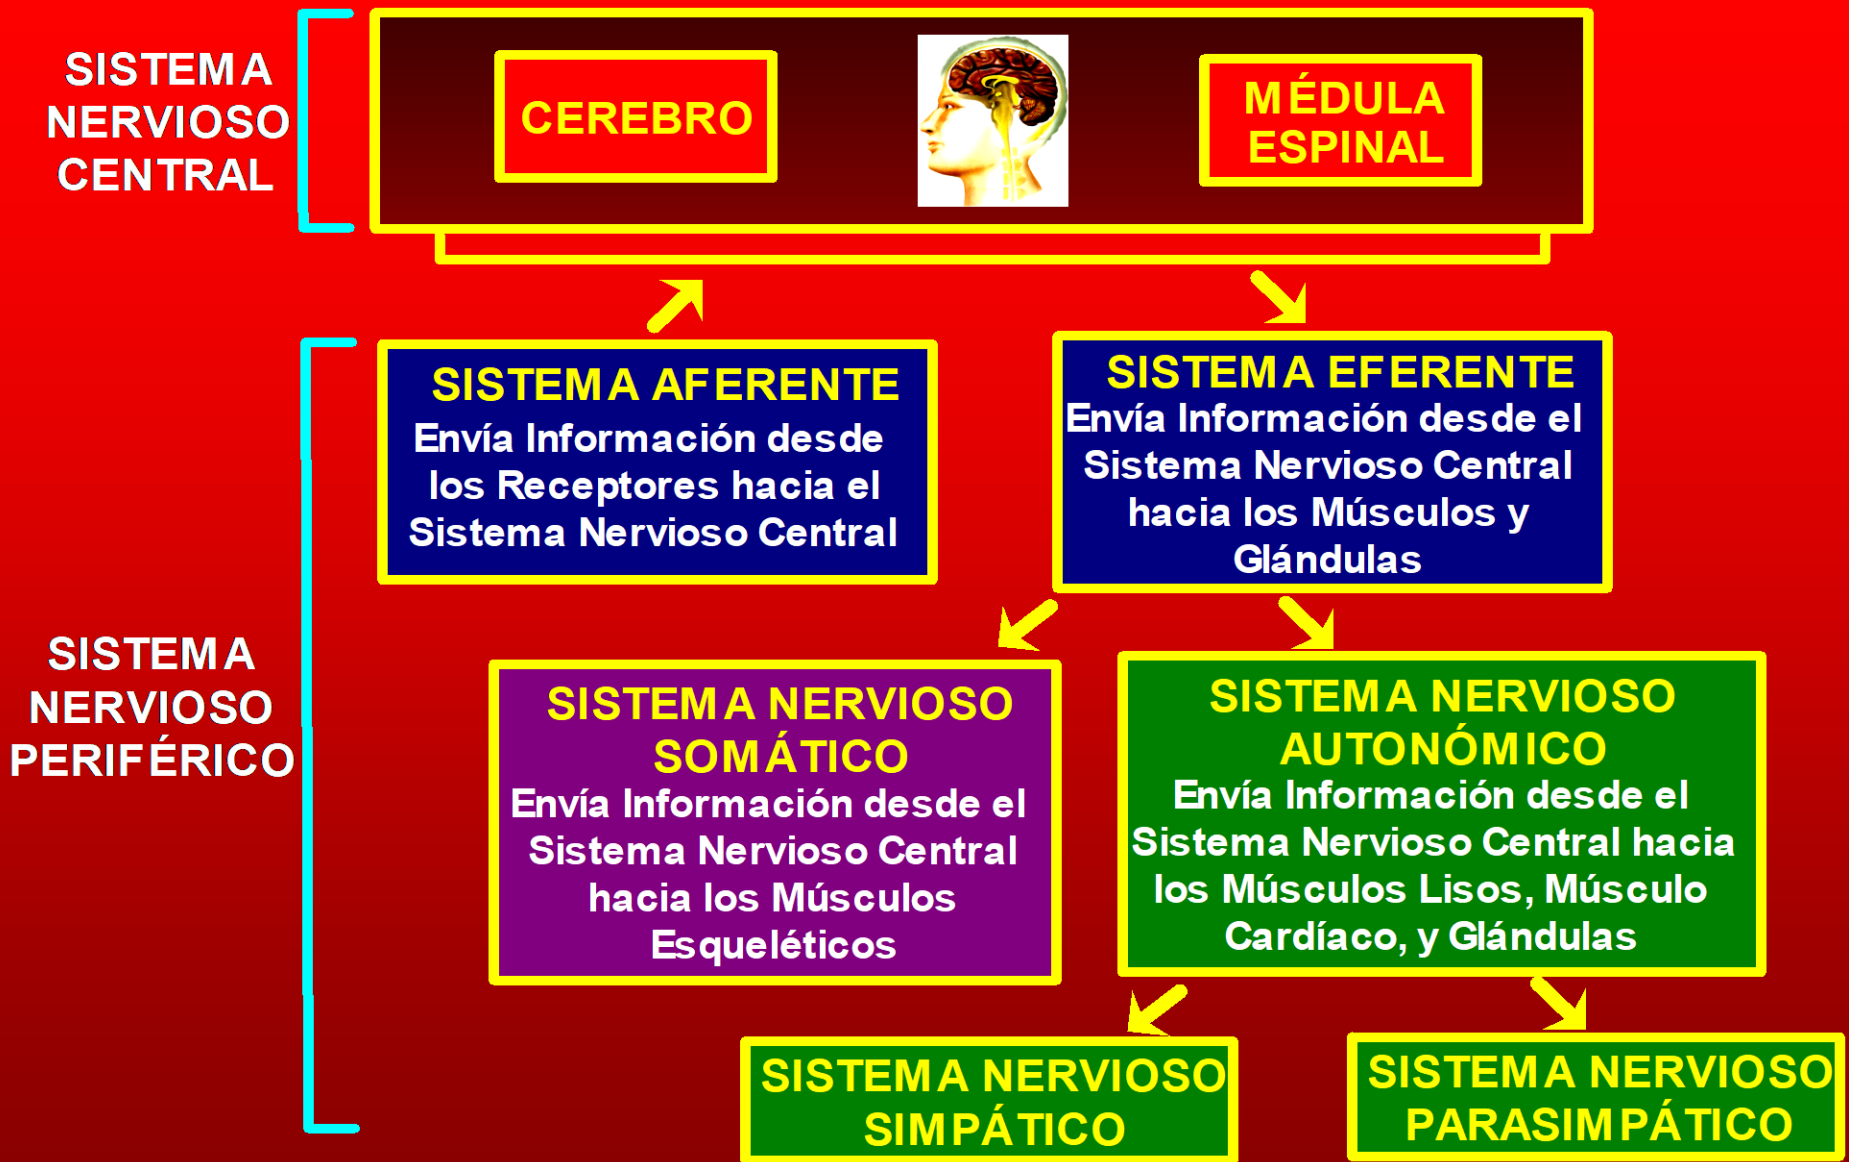 SISTEMA
NERVIOSO
CENTRAL
CEREBRO
MÉDULA
ESPINAL
SISTEMA NERVIOSO
PERIFÉRICO
SISTEMA AFERENTE
Envía Información desde
los Receptores hacia el
Sistema Nervioso Central
SISTEMA EFERENTE
Envía Información desde el
Sistema Nervioso Central
hacia los Músculos y
Glándulas
SISTEMA NERVIOSO
SOMÁTICO
Envía Información desde el
Sistema Nervioso Central
hacia los Músculos
Esqueléticos
SISTEMA NERVIOSO
AUTONÓMICO
Envía Información desde el
Sistema Nervioso Central hacia
los Músculos Lisos, Músculo
Cardíaco, y Glándulas
SISTEMA NERVIOSO
SIMPÁTICO
SISTEMA NERVIOSO
PARASIMPÁTICO